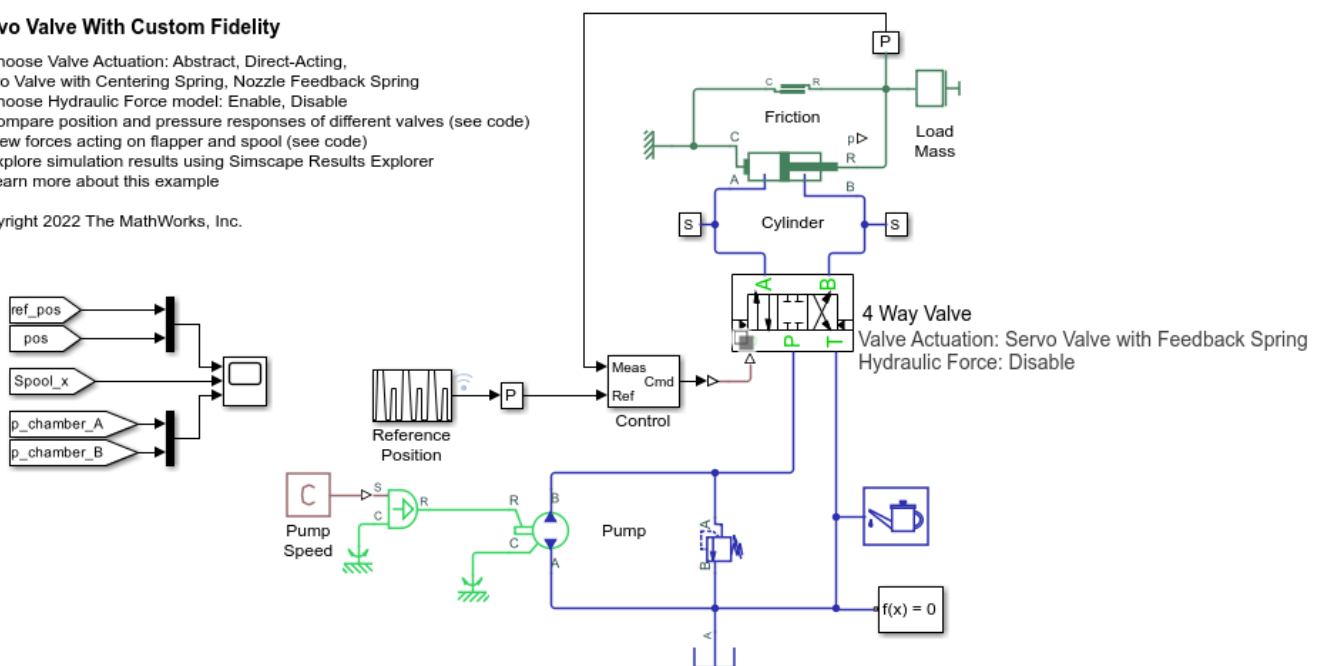 vo Valve With Custom Fidelity
hoose Valve Actuation: Abstract, Direct-Acting,
o Valve with Centering Spring, Nozzle Feedback Spring
hoose Hydraulic Force model: Enable, Disable
ompare position and pressure responses of different valves (see code)
ew forces acting on flapper and spool (see code)
xplore simulation results using Simscape Results Explorer
earn more about this example
yright 2022 The MathWorks, Inc.
P
C
R
Friction
Load
Mass
p
C
R
A
B
S
Cylinder
S
A
B
P
T
4 Way Valve
Valve Actuation: Servo Valve with Feedback Spring
Hydraulic Force: Disable
ref_pos
pos
Spool_x
p_chamber_A
p_chamber_B
Reference
Position
P
Meas
Cmd
Ref
Control
C
Pump
Speed
S
C
R
R
C
B
A
Pump
A
B
f(x) = 0
A